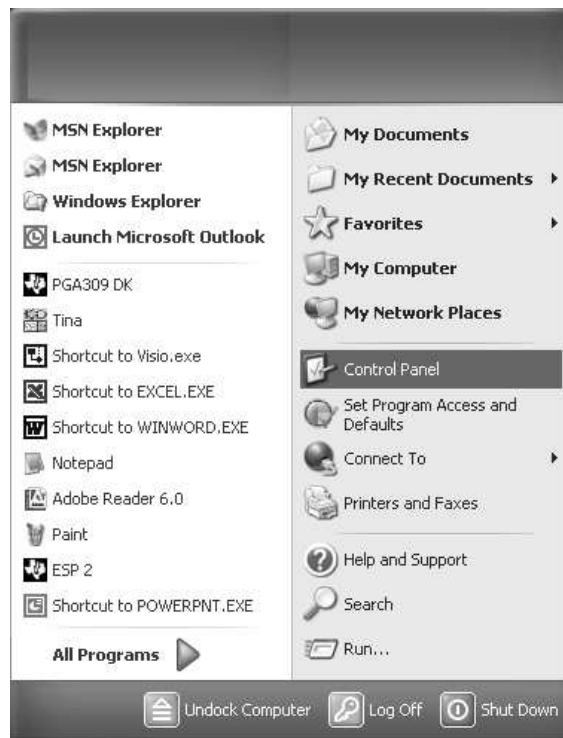 MSN Explorer
MSN Explorer
Windows Explorer
Launch Microsoft Outlook
PGA309 DK
Tina
Shortcut to Visio.exe
Shortcut to EXCEL.EXE
Shortcut to WINWORD.EXE
Notepad
Adobe Reader 6.0
Paint
ESP 2
Shortcut to POWERPNT.EXE
All Programs
My Documents
My Recent Documents
Favorites
My Computer
My Network Places
Control Panel
Set Program Access and
Defaults
Connect To
Printers and Faxes
Help and Support
Search
Run...
Undock Computer
Log Off
Shut Down